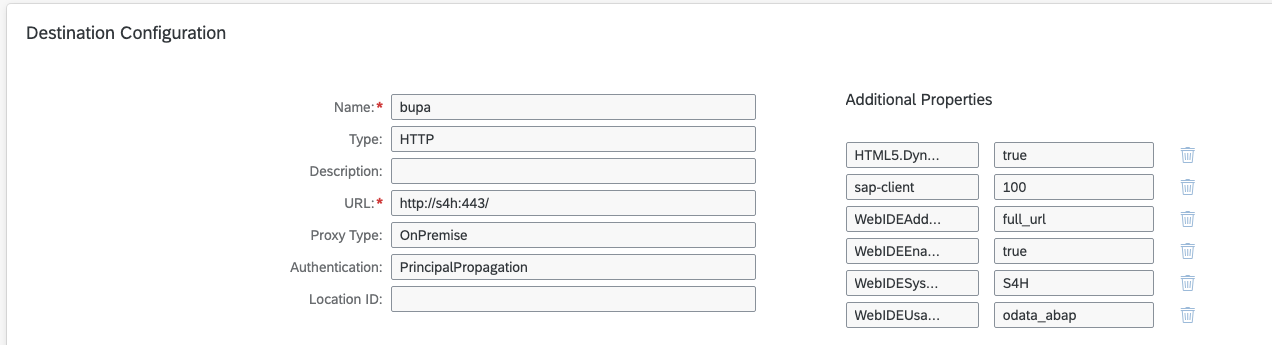 Destination Configuration
Name:* bupa
Type: HTTP
Description:
URL:* http://s4h:443/
Proxy Type: OnPremise
Authentication: PrincipalPropagation
Location ID:
Additional Properties
HTML5.Dyn... true
sap-client 100
WebIDEAdd... full_url
WebIDEEna... true
WebIDESys... S4H
WebIDEUsa... odata_abap